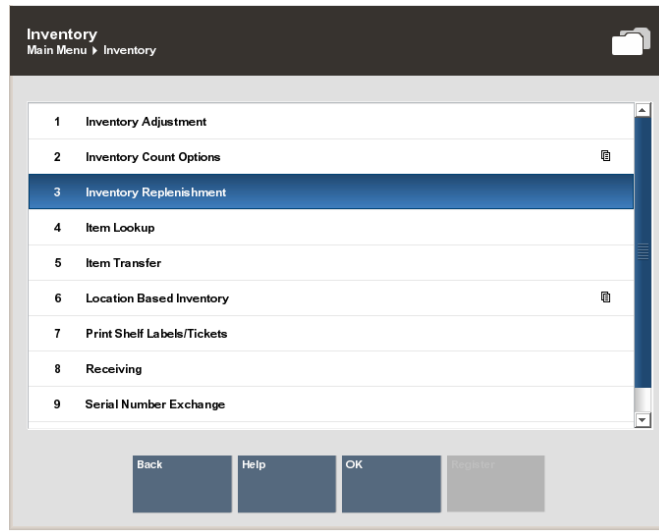 Inventory
Main Menu ▸ Inventory
1 Inventory Adjustment
2 Inventory Count Options
3 Inventory Replenishment
4 Item Lookup
5 Item Transfer
6 Location Based Inventory
7 Print Shelf Labels/Tickets
8 Receiving
9 Serial Number Exchange
Back Help OK Register